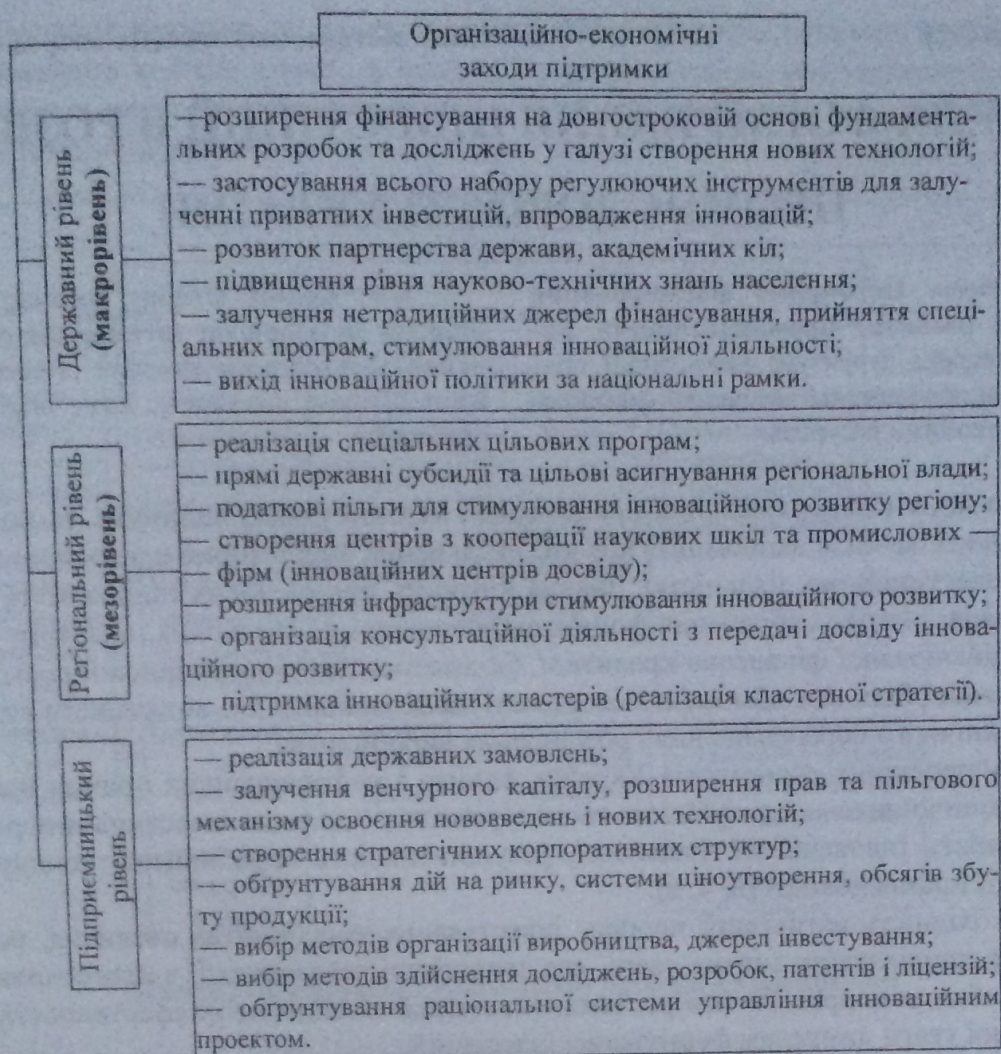 Організаційно-економічні
заходи підтримки
Державний рівень
(макрорівень)
—розширення фінансування на довгостроковій основі фундамента-
льних розробок та досліджень у галузі створення нових технологій;
— застосування всього набору регулюючих інструментів для залу-
ченні приватних інвестицій, впровадження інновацій;
— розвиток партнерства держави, академічних кіл;
— підвищення рівня науково-технічних знань населення;
— залучення нетрадиційних джерел фінансування, прийняття спеці-
альних програм, стимулювання інноваційної діяльності;
— вихід інноваційної політики за національні рамки.
Регіональний рівень
(мезорівень)
— реалізація спеціальних цільових програм;
— прямі державні субсидії та цільові асигнування регіональної влади;
— податкові пільги для стимулювання інноваційного розвитку регіону;
— створення центрів з кооперації наукових шкіл та промислових —
— фірм (інноваційних центрів досвіду);
— розширення інфраструктури стимулювання інноваційного розвитку;
— організація консультаційної діяльності з передачі досвіду іннова-
ційного розвитку;
— підтримка інноваційних кластерів (реалізація кластерної стратегії).
Підприємницький
рівень
— реалізація державних замовлень;
— залучення венчурного капіталу, розширення прав та пільгового
механізму освоєння нововведень і нових технологій;
— створення стратегічних корпоративних структур;
— обґрунтування дій на ринку, системи ціноутворення, обсягів збу-
ту продукції;
— вибір методів організації виробництва, джерел інвестування;
— вибір методів здійснення досліджень, розробок, патентів і ліцензій;
— обґрунтування раціональної системи управління інноваційним
проектом.